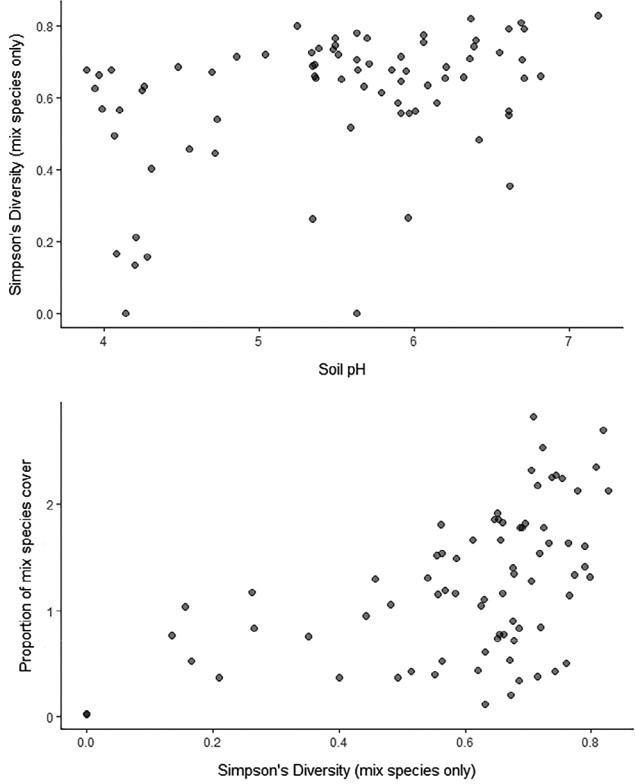 Simpson's Diversity (mix species only)
0.8
0.6
0.4
0.2
0.0
4 5 6 7
Soil pH
Proportion of mix species cover
2
1
0
0.0 0.2 0.4 0.6 0.8
Simpson's Diversity (mix species only)